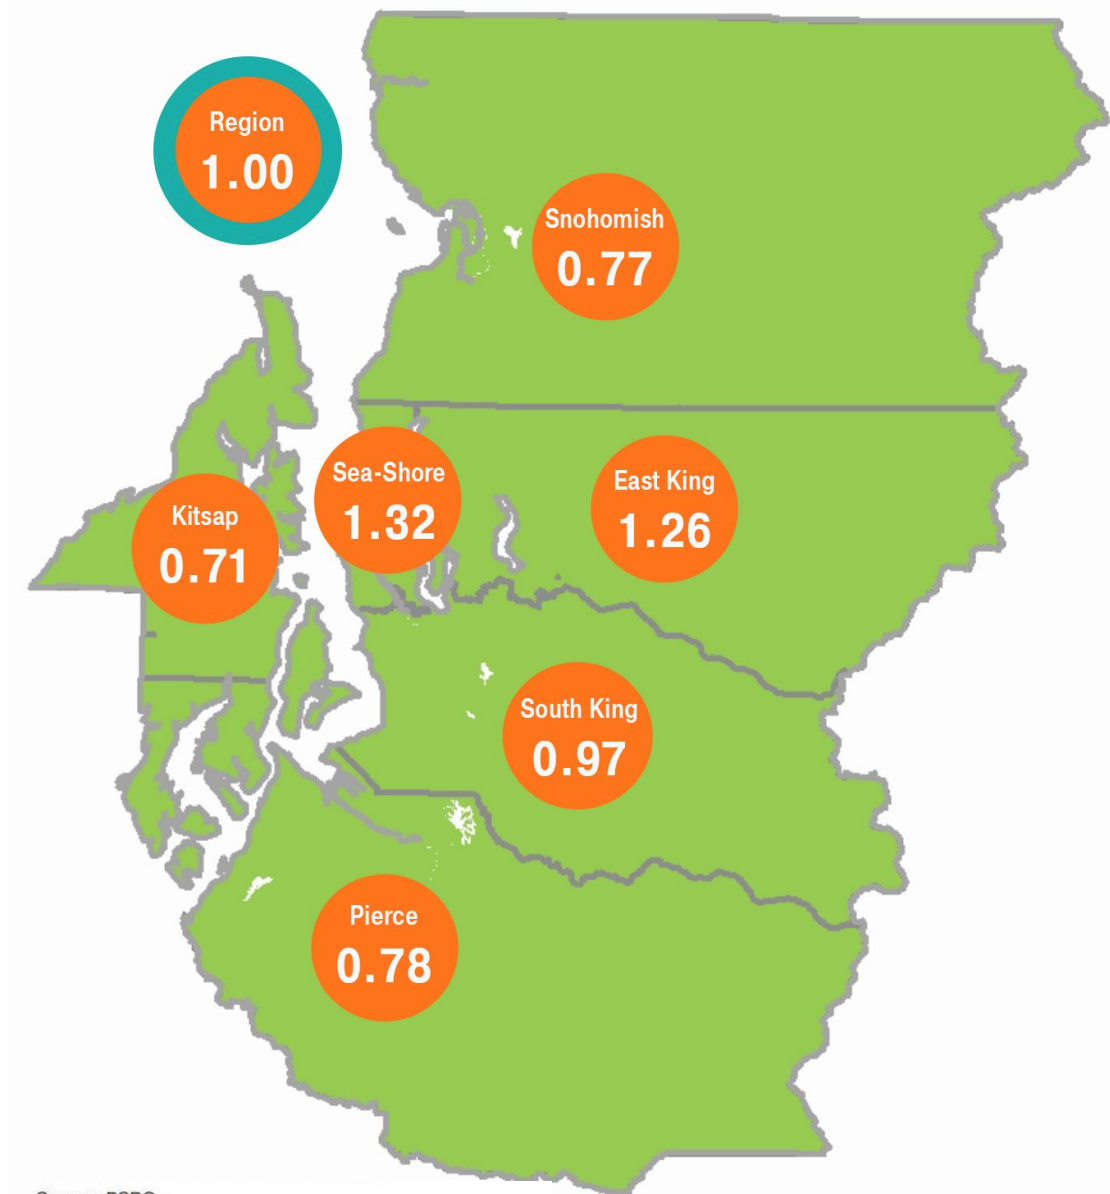 Region
1.00
Snohomish
0.77
Sea-Shore
1.32
East King
1.26
Kitsap
0.71
South King
0.97
Pierce
0.78